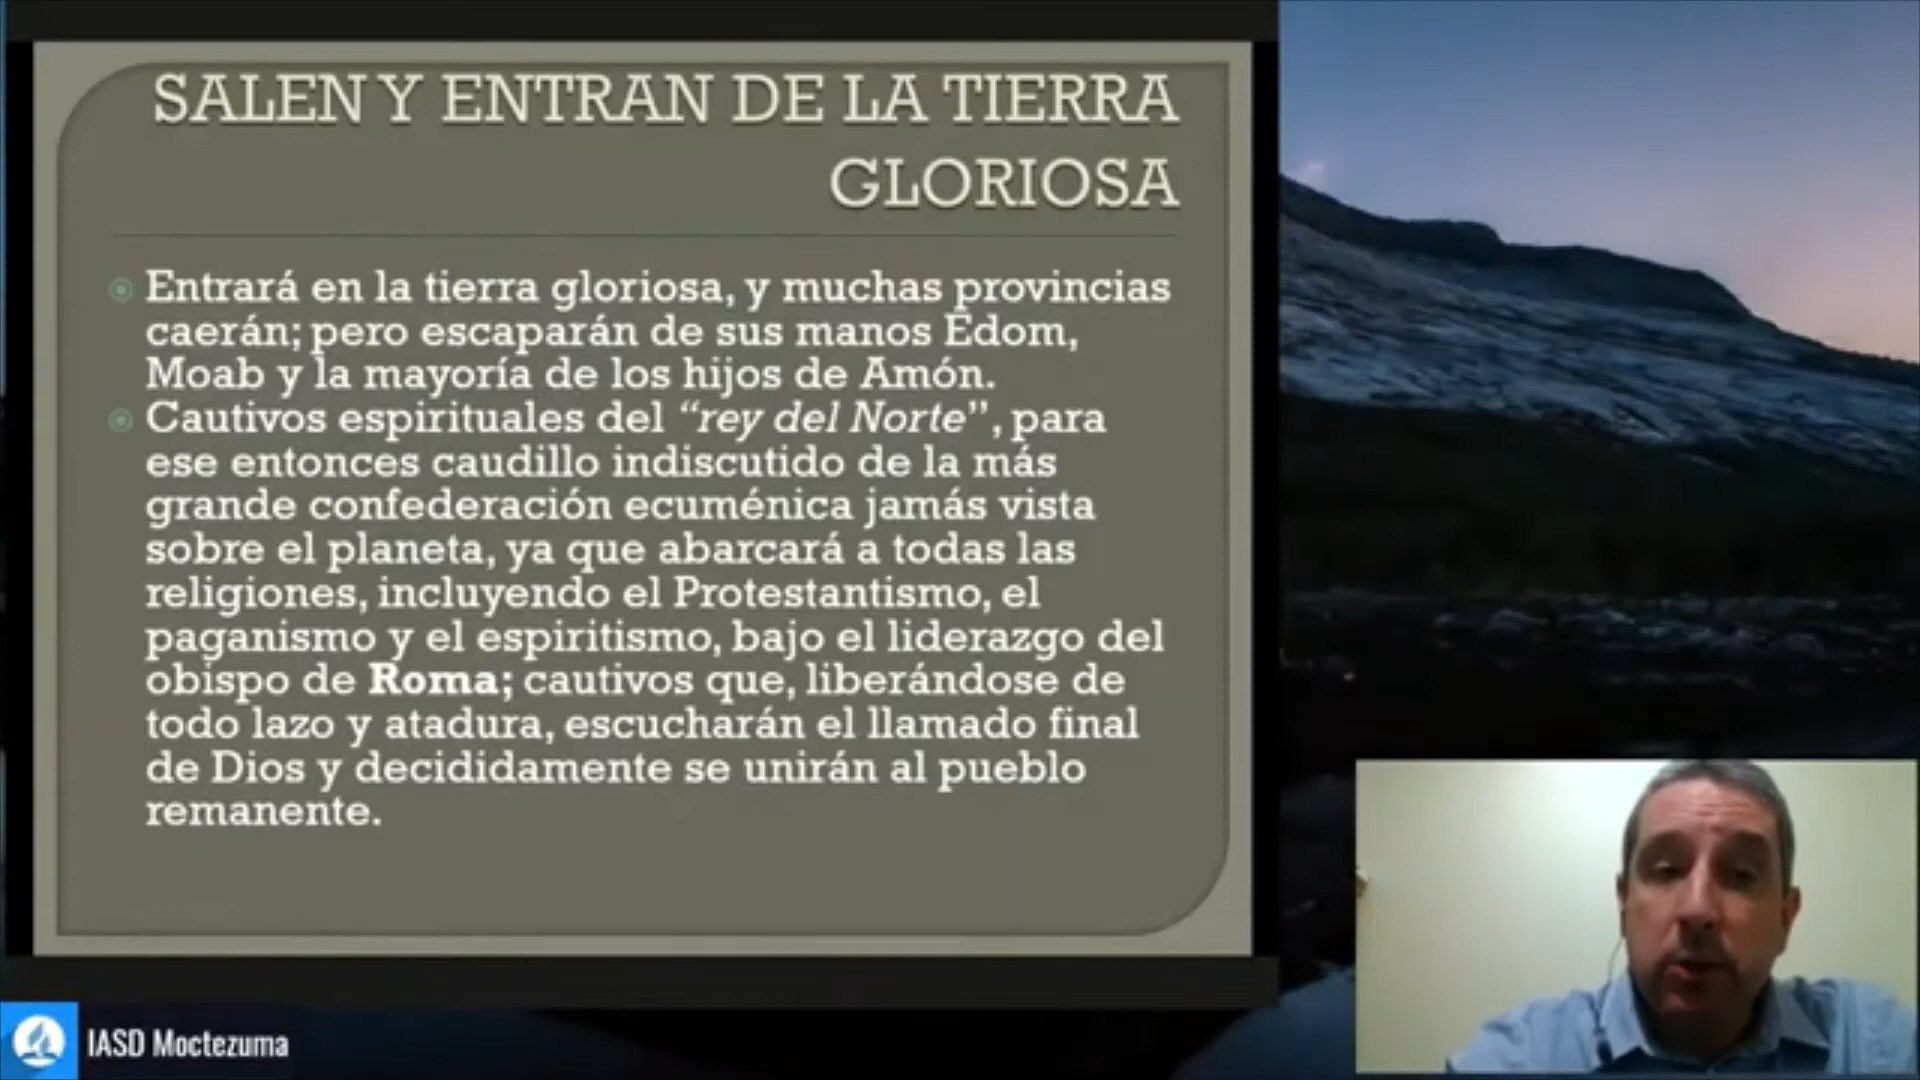 SALEN Y ENTRAN DE LA TIERRA
GLORIOSA
Entrará en la tierra gloriosa, y muchas provincias
caerán; pero escaparán de sus manos Edom,
Moab y la mayoría de los hijos de Amón.
Cautivos espirituales del “rey del Norte”, para
ese entonces caudillo indiscutido de la más
grande confederación ecuménica jamás vista
sobre el planeta, ya que abarcará a todas las
religiones, incluyendo el Protestantismo, el
paganismo y el espiritismo, bajo el liderazgo del
obispo de Roma; cautivos que, liberándose de
todo lazo y atadura, escucharán el llamado final
de Dios y decididamente se unirán al pueblo
remanente.
IASD Moctezuma